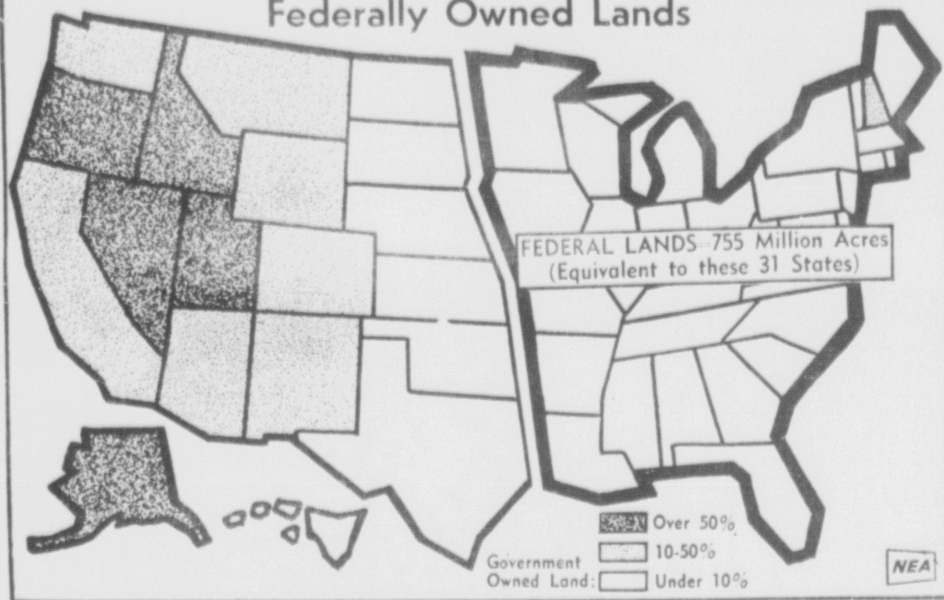 Federally Owned Lands
FEDERAL LANDS 755 Million Acres
(Equivalent to these 31 States)
Over 50%
10-50%
Government
Owned Land: Under 10%
NEA